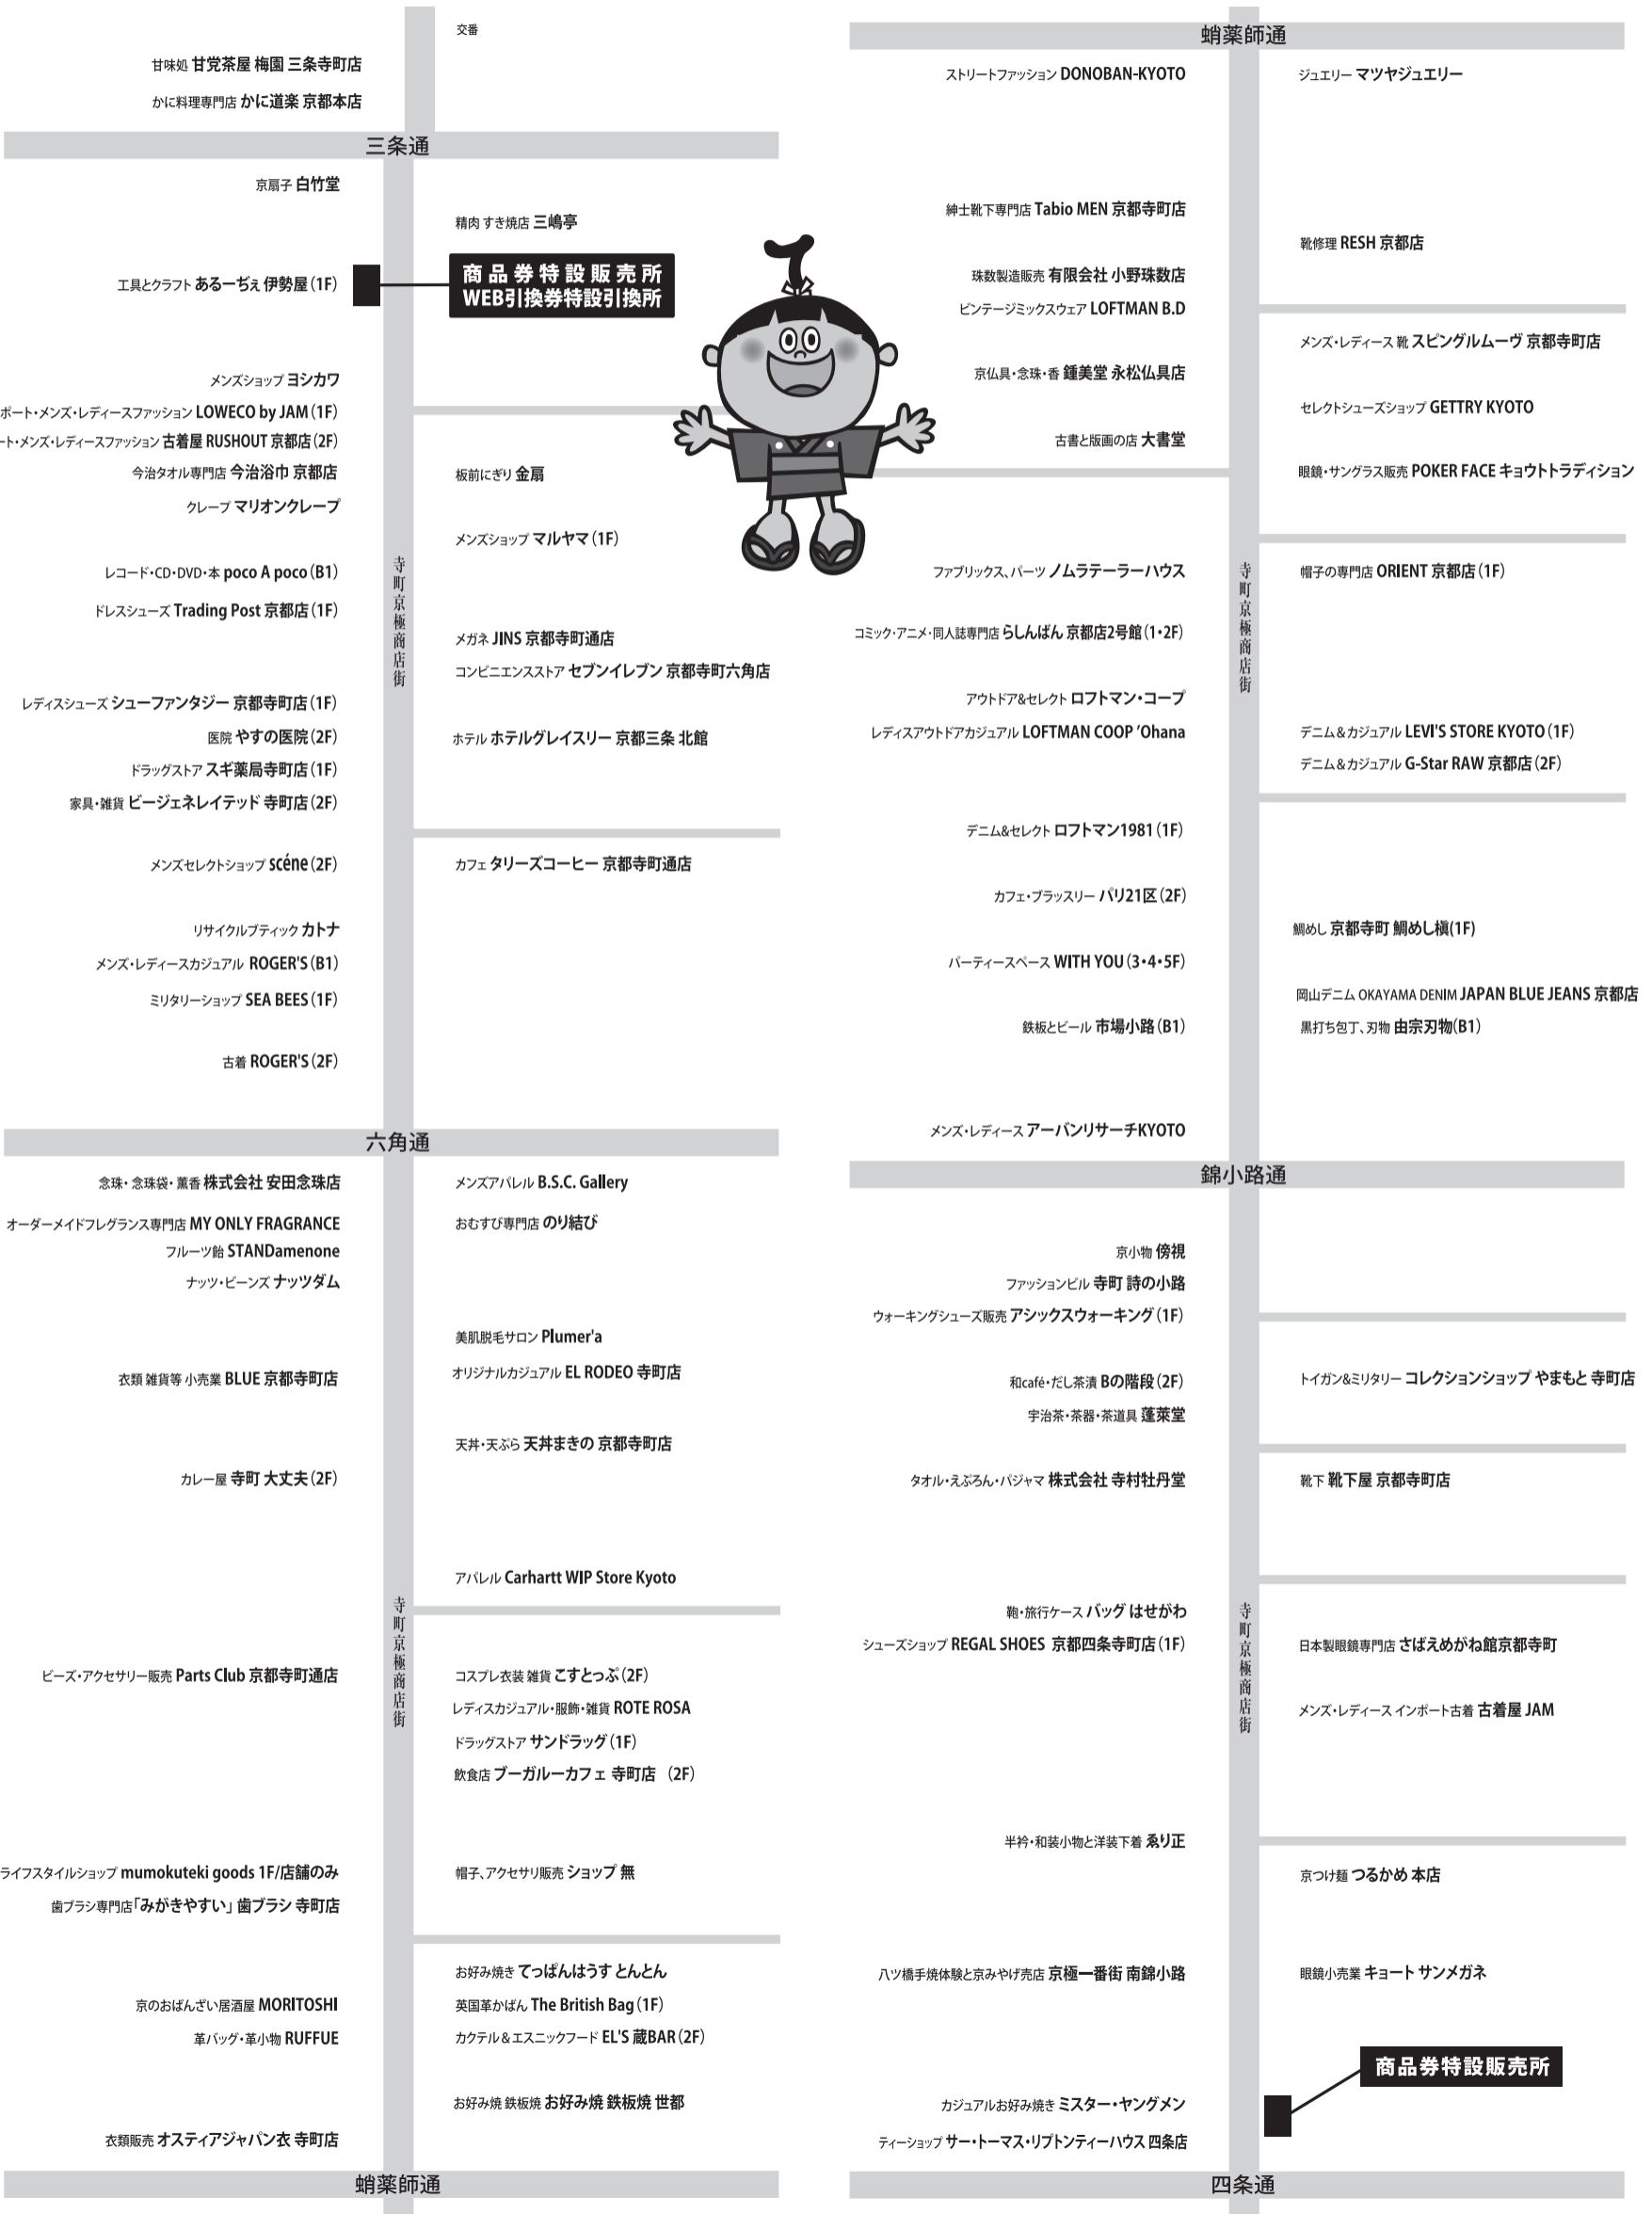 交番
甘味処 甘党茶屋 梅園 三条寺町店
かに料理専門店 かに道楽 京都本店
三条通
京扇子 白竹堂
精肉 すき焼店 三嶋亭
工具とクラフト あるーぢぇ 伊勢屋(1F)
商品券特設販売所
WEB引換券特設引換所
メンズショップ ヨシカワ
ポート・メンズ・レディースファッション LOWECO by JAM(1F)
ート・メンズ・レディースファッション 古着屋 RUSHOUT 京都店(2F)
今治タオル専門店 今治浴巾 京都店
板前にぎり 金扇
クレープ マリオンクレープ
メンズショップ マルヤマ(1F)
レコード・CD・DVD・本 poco A poco(B1)
ドレスシューズ Trading Post 京都店(1F)
寺町京極商店街
メガネ JINS 京都寺町通店
コンビニエンスストア セブンイレブン 京都寺町六角店
レディスシューズ シューファンタジー 京都寺町店(1F)
医院 やすの医院(2F)
ホテル ホテルグレイスリー 京都三条 北館
ドラッグストア スギ薬局寺町店(1F)
家具・雑貨 ビージェネレイテッド 寺町店(2F)
メンズセレクトショップ scéne(2F)
カフェ タリーズコーヒー 京都寺町通店
リサイクルブティック カトナ
メンズ・レディースカジュアル ROGER'S(B1)
ミリタリーショップ SEA BEES(1F)
古着 ROGER'S(2F)
六角通
念珠・念珠袋・薫香 株式会社 安田念珠店
メンズアパレル B.S.C. Gallery
オーダーメイドフレグランス専門店 MY ONLY FRAGRANCE
おむすび専門店 のり結び
フルーツ飴 STANDamenone
ナッツ・ビーンズ ナッツダム
美肌脱毛サロン Plumer'a
衣類 雑貨等 小売業 BLUE 京都寺町店
オリジナルカジュアル EL RODEO 寺町店
天丼・天ぷら 天丼まきの 京都寺町店
カレー屋 寺町 大丈夫(2F)
アパレル Carhartt WIP Store Kyoto
寺町京極商店街
ビーズ・アクセサリー販売 Parts Club 京都寺町通店
コスプレ衣装 雑貨 こすとっぷ(2F)
レディスカジュアル・服飾・雑貨 ROTE ROSA
ドラッグストア サンドラッグ(1F)
飲食店 ブーガルーカフェ 寺町店 (2F)
ライフスタイルショップ mumokuteki goods 1F/店舗のみ
帽子、アクセサリ販売 ショップ 無
歯ブラシ専門店「みがきやすい」歯ブラシ 寺町店
お好み焼き てっぱんはうす とんとん
京のおばんざい居酒屋 MORITOSHI
英国革かばん The British Bag(1F)
革バッグ・革小物 RUFFUE
カクテル&エスニックフード EL'S 蔵BAR(2F)
お好み焼 鉄板焼 お好み焼 鉄板焼 世都
衣類販売 オスティアジャパン衣 寺町店
蛸薬師通
蛸薬師通
ストリートファッション DONOBAN-KYOTO
ジュエリー マツヤジュエリー
紳士靴下専門店 Tabio MEN 京都寺町店
靴修理 RESH 京都店
珠数製造販売 有限会社 小野珠数店
ビンテージミックスウェア LOFTMAN B.D
メンズ・レディース 靴 スピングルムーヴ 京都寺町店
京仏具・念珠・香 鍾美堂 永松仏具店
セレクトシューズショップ GETTRY KYOTO
古書と版画の店 大書堂
眼鏡・サングラス販売 POKER FACE キョウトトラディション
ファブリックス、パーツ ノムラテーラーハウス
帽子の専門店 ORIENT 京都店(1F)
寺町京極商店街
コミック・アニメ・同人誌専門店 らしんばん 京都店2号館(1・2F)
アウトドア&セレクト ロフトマン・コープ
レディスアウトドアカジュアル LOFTMAN COOP 'Ohana
デニム&カジュアル LEVI'S STORE KYOTO(1F)
デニム&カジュアル G-Star RAW 京都店(2F)
デニム&セレクト ロフトマン1981(1F)
カフェ・ブラッスリー パリ21区(2F)
鯛めし 京都寺町 鯛めし槇(1F)
パーティースペース WITH YOU(3・4・5F)
岡山デニム OKAYAMA DENIM JAPAN BLUE JEANS 京都店
鉄板とビール 市場小路(B1)
黒打ち包丁、刃物 由宗刃物(B1)
メンズ・レディース アーバンリサーチKYOTO
錦小路通
京小物 傍視
ファッションビル 寺町 詩の小路
ウォーキングシューズ販売 アシックスウォーキング(1F)
和café・だし茶漬 Bの階段(2F)
トイガン&ミリタリー コレクションショップ やまもと 寺町店
宇治茶・茶器・茶道具 蓬莱堂
タオル・えぷろん・パジャマ 株式会社 寺村牡丹堂
靴下 靴下屋 京都寺町店
鞄・旅行ケース バッグ はせがわ
シューズショップ REGAL SHOES 京都四条寺町店(1F)
寺町京極商店街
日本製眼鏡専門店 さばえめがね館京都寺町
メンズ・レディース インポート古着 古着屋 JAM
半衿・和装小物と洋装下着 ゑり正
京つけ麺 つるかめ 本店
八ツ橋手焼体験と京みやげ売店 京極一番街 南錦小路
眼鏡小売業 キョート サンメガネ
商品券特設販売所
カジュアルお好み焼き ミスター・ヤングメン
ティーショップ サー・トーマス・リプトンティーハウス 四条店
四条通